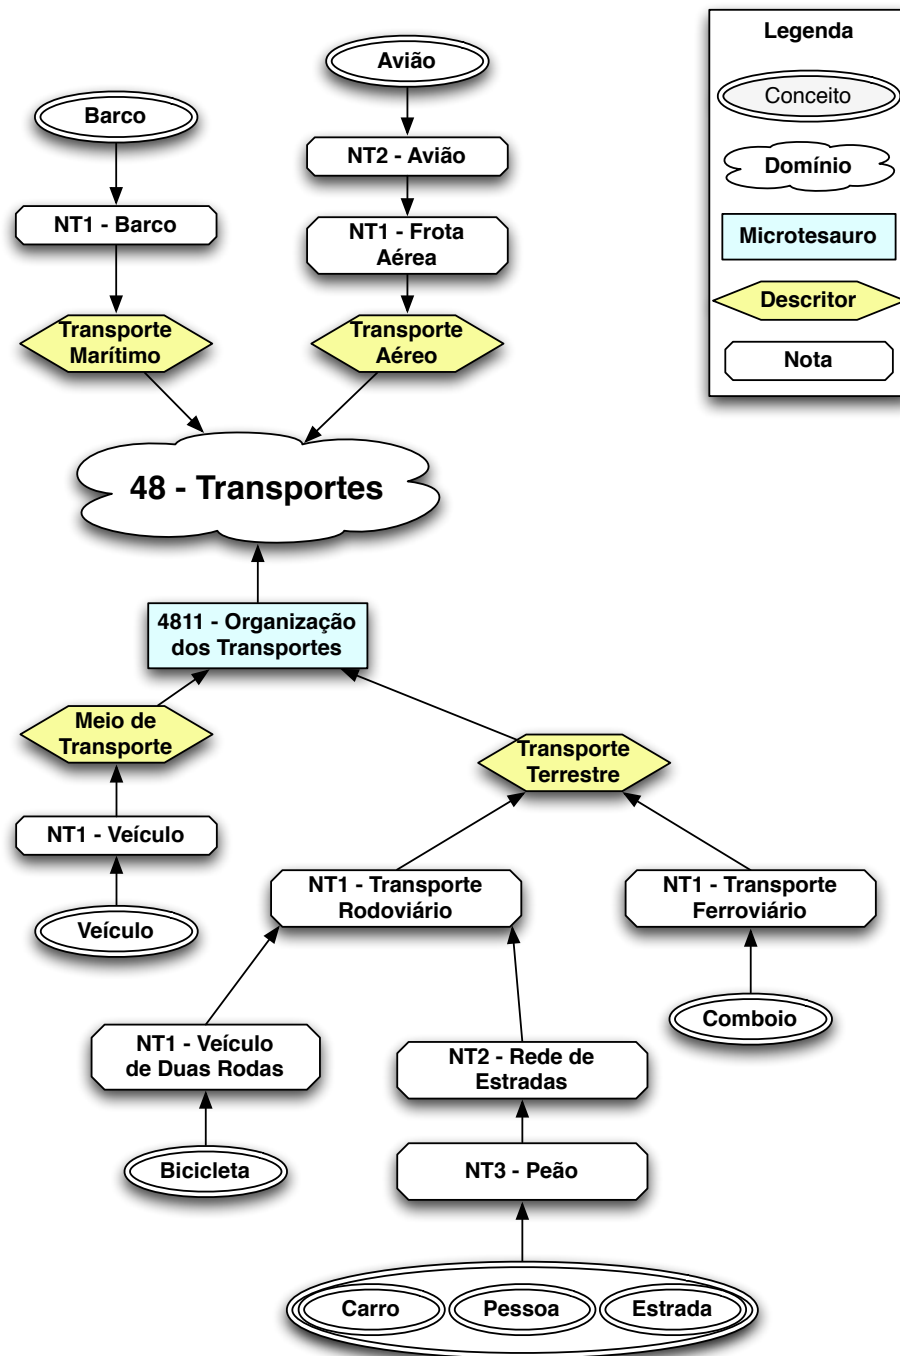 Legenda
Conceito
Domínio
Microtesauro
Descritor
Nota
Avião
Barco
NT2 - Avião
NT1 - Barco
NT1 - Frota
Aérea
Transporte
Marítimo
Transporte
Aéreo
48 - Transportes
4811 - Organização
dos Transportes
Meio de
Transporte
Transporte
Terrestre
NT1 - Veículo
Veículo
NT1 - Transporte
Rodoviário
NT1 - Transporte
Ferroviário
Comboio
NT1 - Veículo
de Duas Rodas
NT2 - Rede de
Estradas
Bicicleta
NT3 - Peão
Carro
Pessoa
Estrada